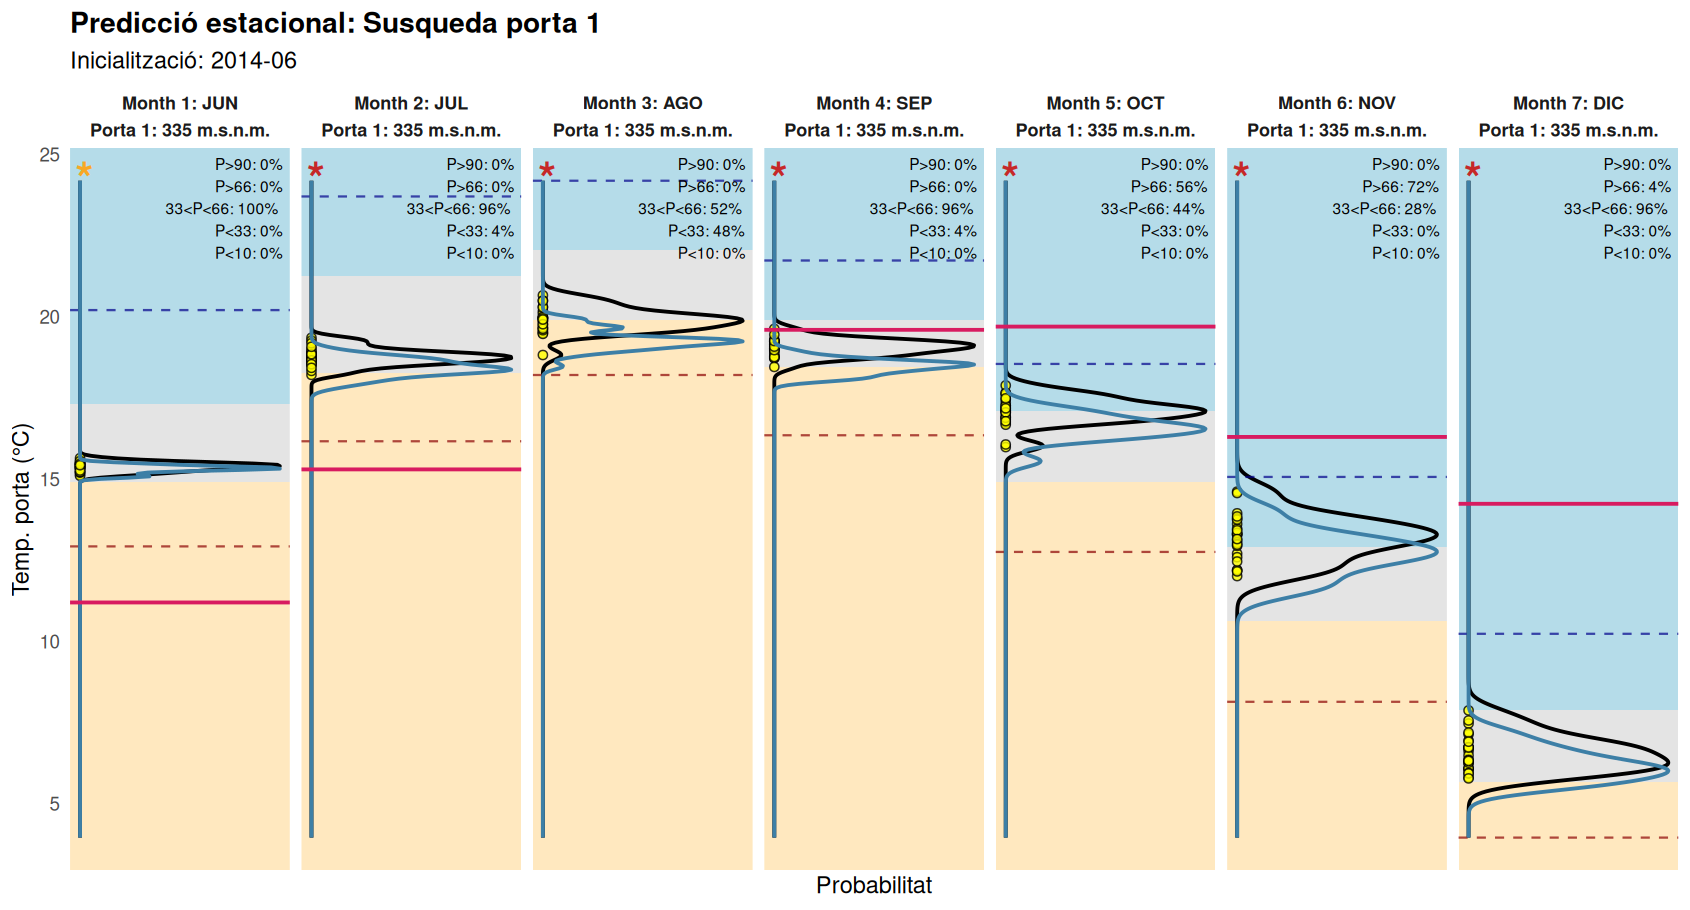 Predicció estacional: Susqueda porta 1
Inicialització: 2014-06
Month 1: JUN
Porta 1: 335 m.s.n.m.
Month 2: JUL
Porta 1: 335 m.s.n.m.
Month 3: AGO
Porta 1: 335 m.s.n.m.
Month 4: SEP
Porta 1: 335 m.s.n.m.
Month 5: OCT
Porta 1: 335 m.s.n.m.
Month 6: NOV
Porta 1: 335 m.s.n.m.
Month 7: DIC
Porta 1: 335 m.s.n.m.
Temp. porta (°C)
25
20
15
10
5
*
P>90: 0%
P>66: 0%
33<P<66: 100%
P<33: 0%
P<10: 0%
*
P>90: 0%
P>66: 0%
33<P<66: 96%
P<33: 4%
P<10: 0%
*
P>90: 0%
P>66: 0%
33<P<66: 52%
P<33: 48%
P<10: 0%
*
P>90: 0%
P>66: 0%
33<P<66: 96%
P<33: 4%
P<10: 0%
*
P>90: 0%
P>66: 56%
33<P<66: 44%
P<33: 0%
P<10: 0%
*
P>90: 0%
P>66: 72%
33<P<66: 28%
P<33: 0%
P<10: 0%
*
P>90: 0%
P>66: 4%
33<P<66: 96%
P<33: 0%
P<10: 0%
Probabilitat